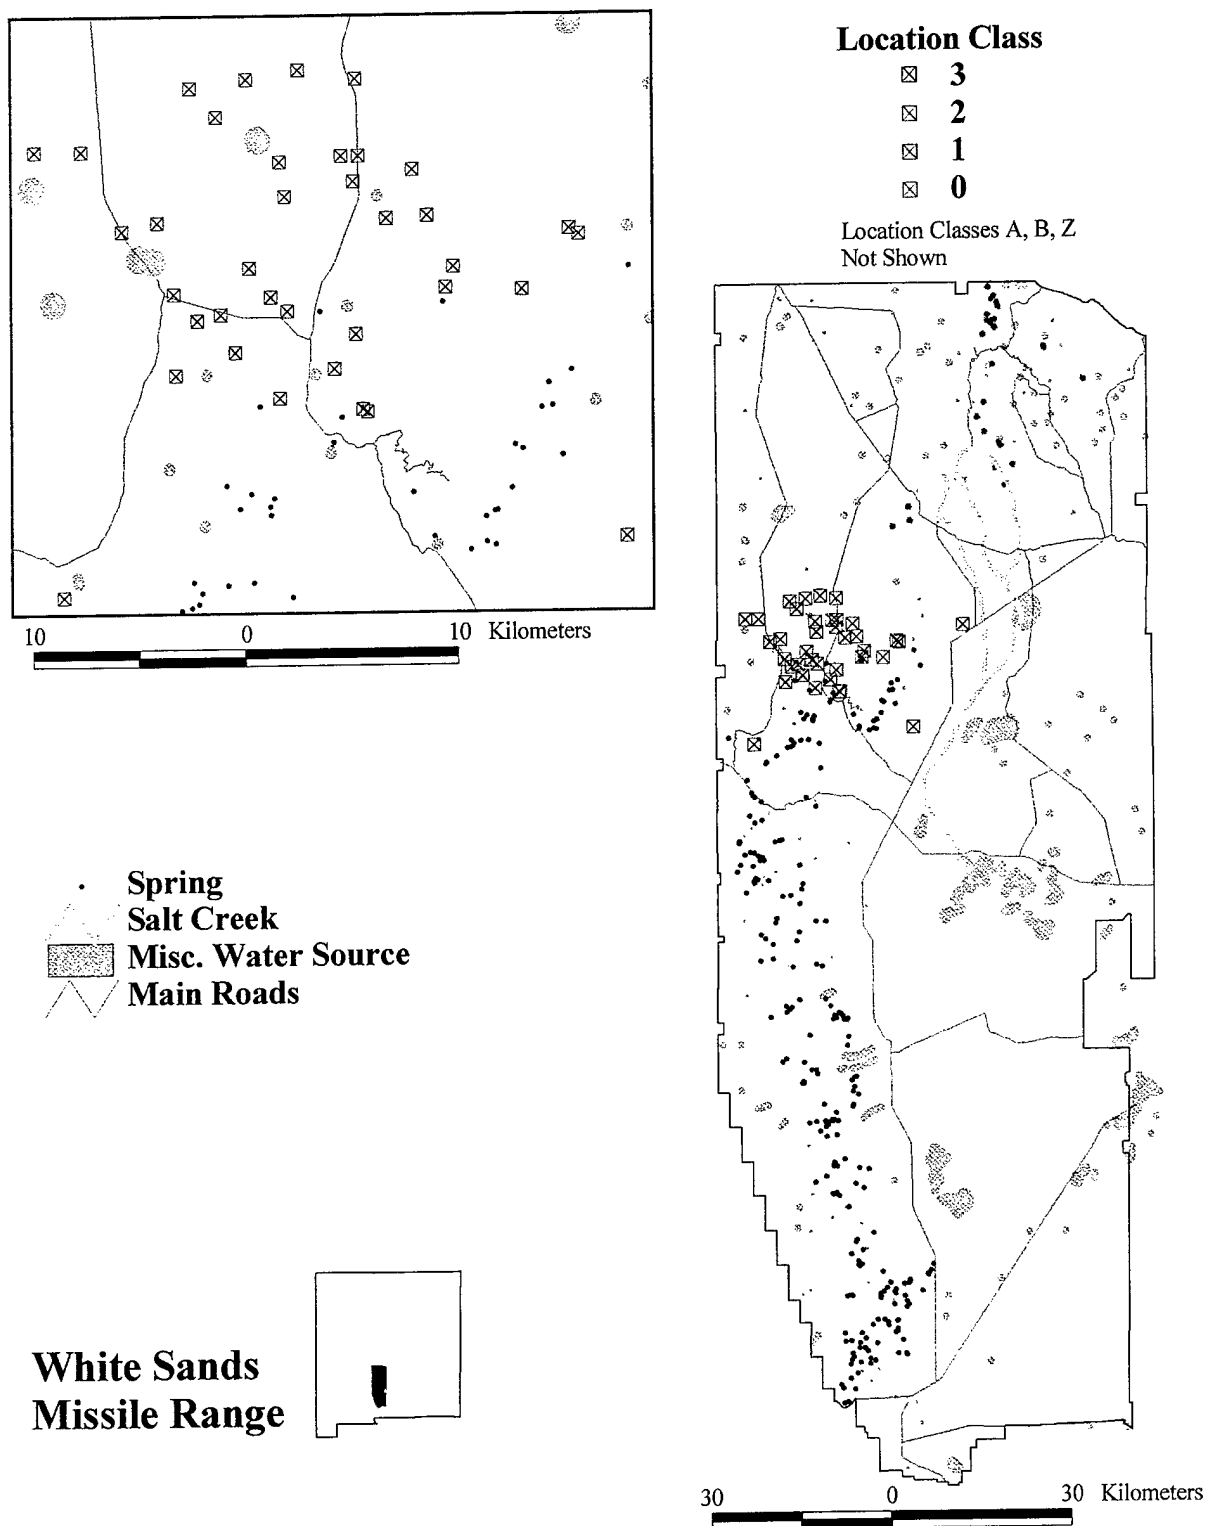 Location Class
3
2
1
0
Location Classes A, B, Z
Not Shown
10 0 10 Kilometers
Spring
Salt Creek
Misc. Water Source
Main Roads
White Sands
Missile Range
30 0 30 Kilometers